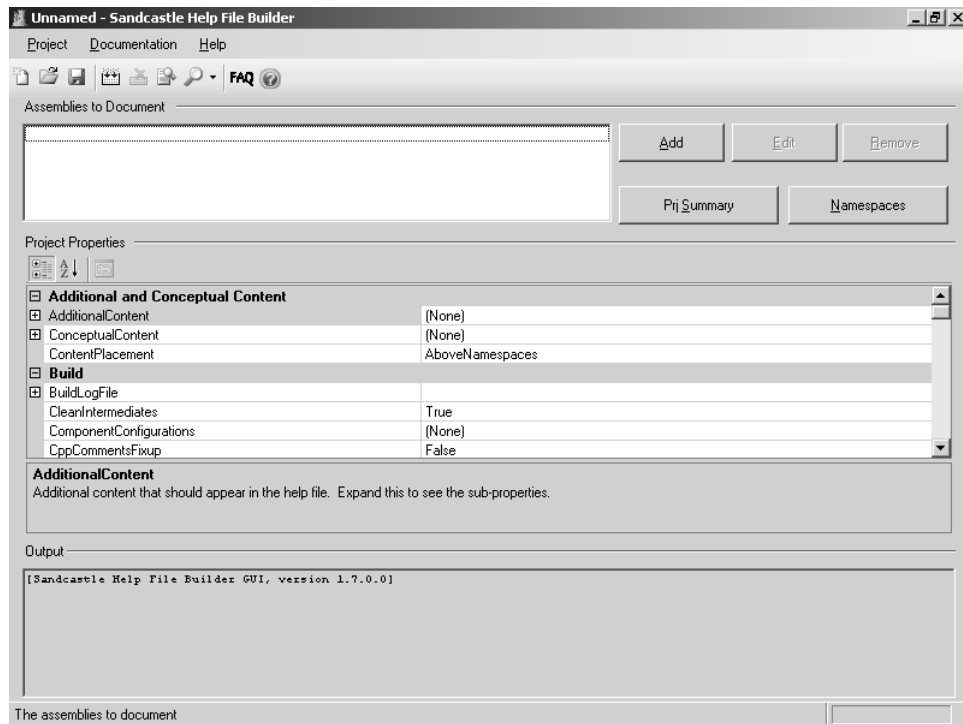 Unnamed - Sandcastle Help File Builder
Project Documentation Help
FAQ
Assemblies to Document
Add Edit Remove
Prj Summary Namespaces
Project Properties
Additional and Conceptual Content
AdditionalContent (None)
ConceptualContent (None)
ContentPlacement AboveNamespaces
Build
BuildLogFile
CleanIntermediates True
ComponentConfigurations (None)
CppCommentsFixup False
AdditionalContent
Additional content that should appear in the help file. Expand this to see the sub-properties.
Output
[Sandcastle Help File Builder GUI, version 1.7.0.0]
The assemblies to document